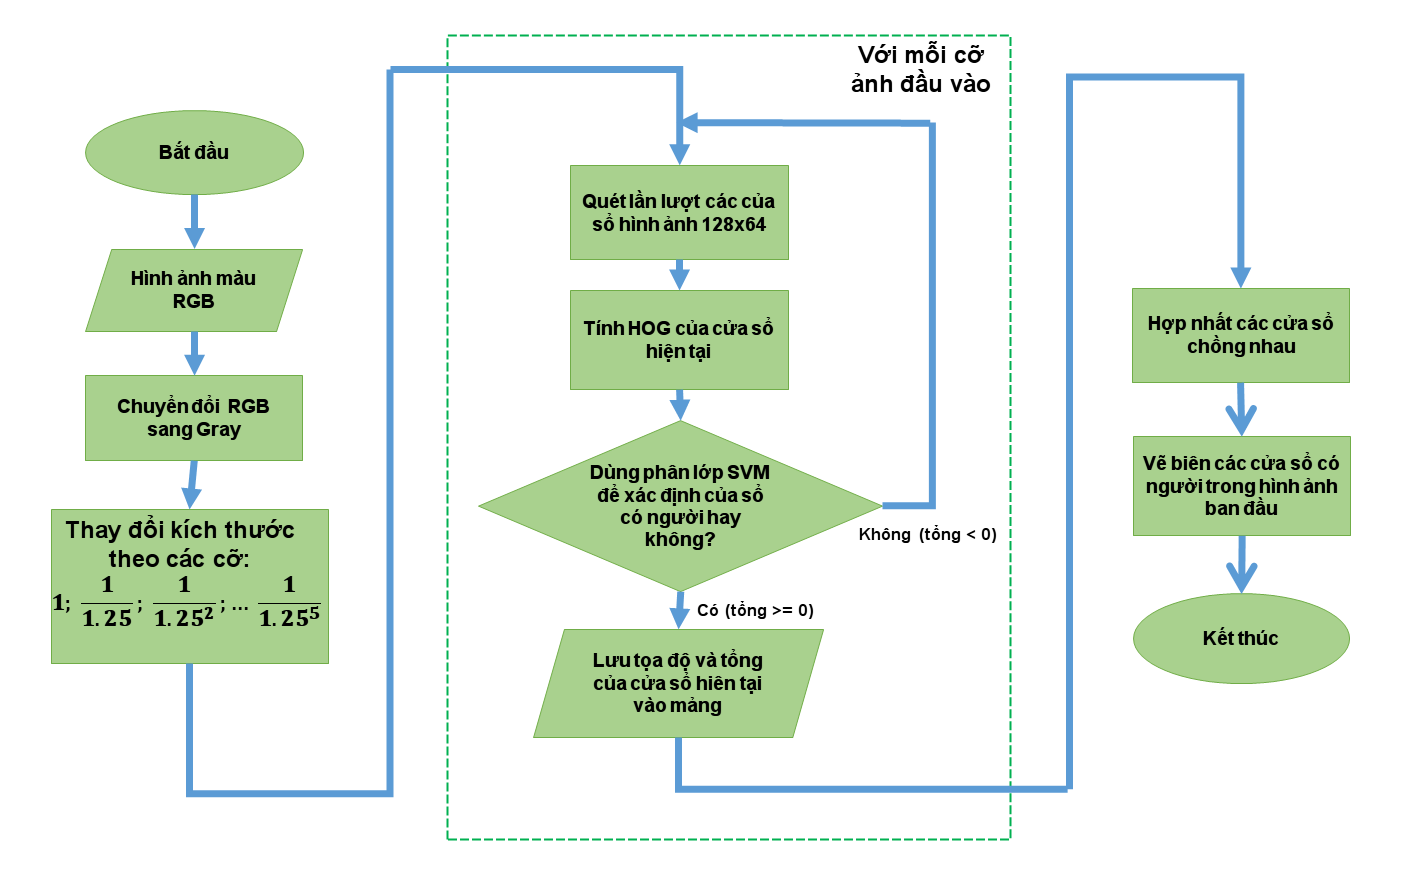 Bắt đầu
Hình ảnh màu
RGB
Chuyển đổi RGB
sang Gray
Thay đổi kích thước
theo các cỡ:
1; 1/1.25; 1/1.25²; ... 1/1.25⁵
Với mỗi cỡ
ảnh đầu vào
Quét lần lượt các của
sổ hình ảnh 128x64
Tính HOG của cửa sổ
hiện tại
Dùng phân lớp SVM
để xác định của sổ
có người hay
không?
Không (tổng < 0)
Có (tổng >= 0)
Lưu tọa độ và tổng
của cửa sổ hiên tại
vào mảng
Hợp nhất các cửa sổ
chồng nhau
Vẽ biên các cửa sổ có
người trong hình ảnh
ban đầu
Kết thúc